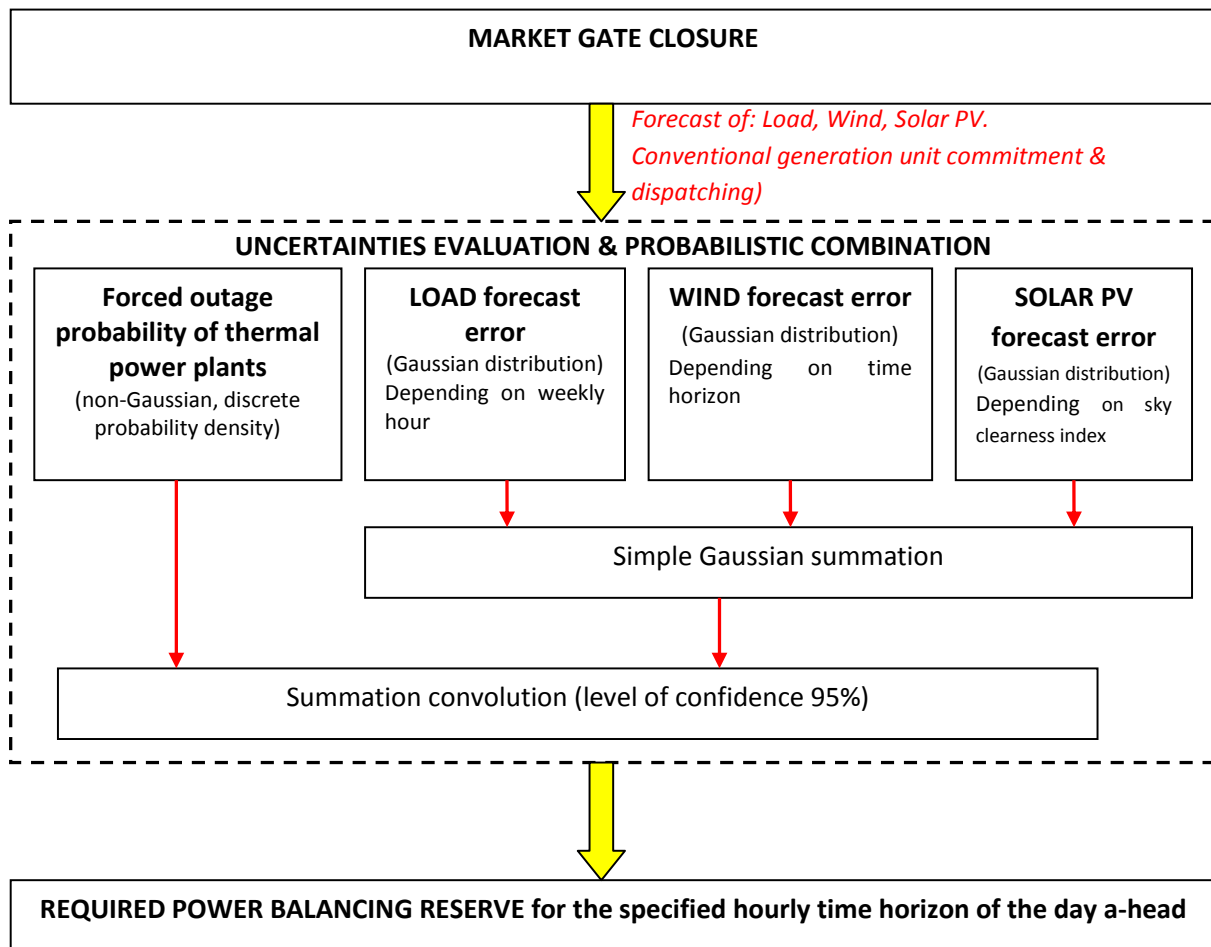 MARKET GATE CLOSURE
Forecast of: Load, Wind, Solar PV.
Conventional generation unit commitment &
dispatching)
UNCERTAINTIES EVALUATION & PROBABILISTIC COMBINATION
Forced outage
probability of thermal
power plants
(non-Gaussian, discrete
probability density)
LOAD forecast
error
(Gaussian distribution)
Depending on weekly
hour
WIND forecast error
(Gaussian distribution)
Depending on time
horizon
SOLAR PV
forecast error
(Gaussian distribution)
Depending on sky
clearness index
Simple Gaussian summation
Summation convolution (level of confidence 95%)
REQUIRED POWER BALANCING RESERVE for the specified hourly time horizon of the day a-head